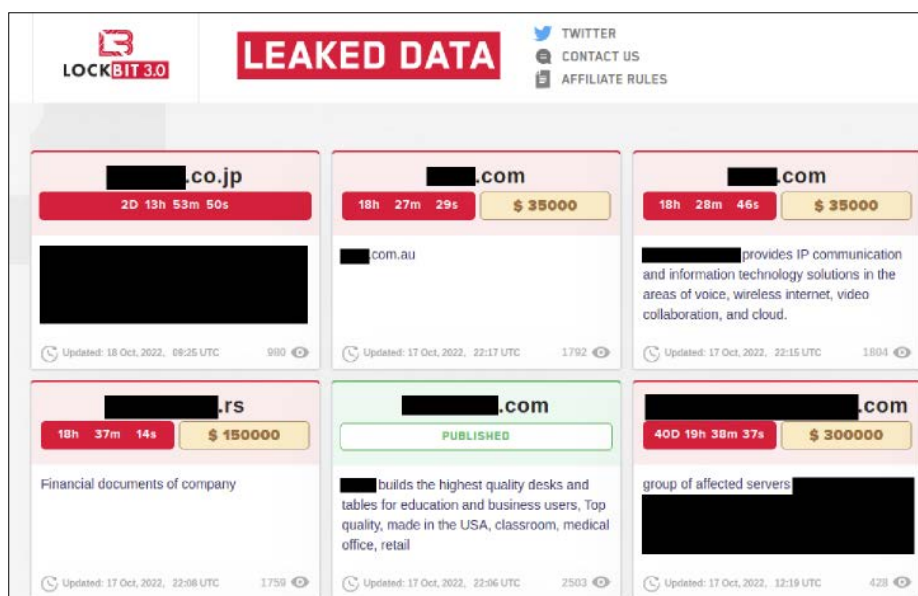 LOCKBIT 3.0
LEAKED DATA
TWITTER
CONTACT US
AFFILIATE RULES
.co.jp
2D 13h 53m 50s
Updated: 18 Oct, 2022, 09:25 UTC 980
.com
18h 27m 29s $ 35000
.com.au
Updated: 17 Oct, 2022, 22:17 UTC 1792
.com
18h 28m 46s $ 35000
provides IP communication
and information technology solutions in the
areas of voice, wireless internet, video
collaboration, and cloud.
Updated: 17 Oct, 2022, 22:15 UTC 1804
.rs
18h 37m 14s $ 150000
Financial documents of company
Updated: 17 Oct, 2022, 22:08 UTC 1759
.com
PUBLISHED
builds the highest quality desks and
tables for education and business users, Top
quality, made in the USA, classroom, medical
office, retail
Updated: 17 Oct, 2022, 22:06 UTC 2503
.com
40D 19h 38m 37s $ 300000
group of affected servers
Updated: 17 Oct, 2022, 12:19 UTC 428